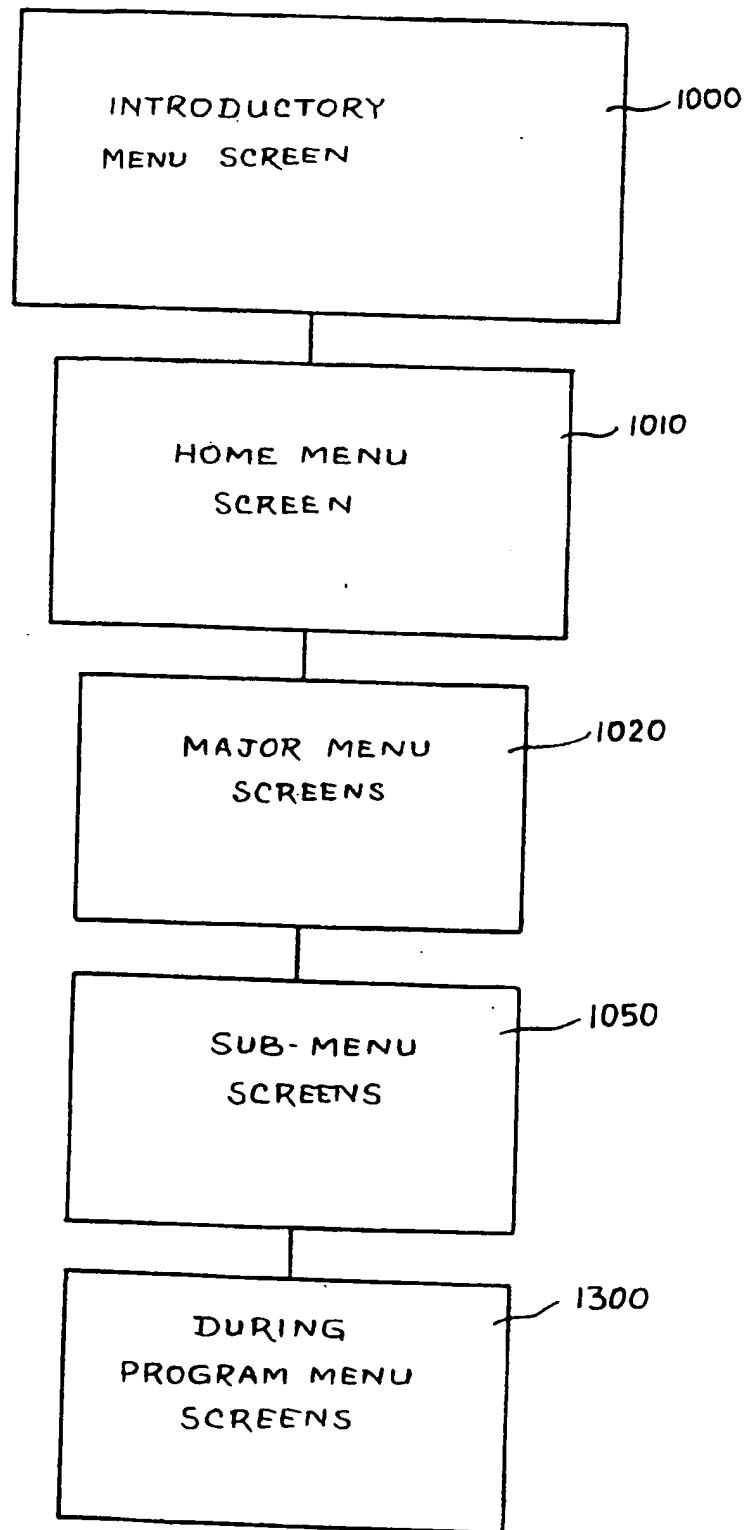 INTRODUCTORY
MENU SCREEN
1000
HOME MENU
SCREEN
1010
MAJOR MENU
SCREENS
1020
SUB-MENU
SCREENS
1050
DURING
PROGRAM MENU
SCREENS
1300